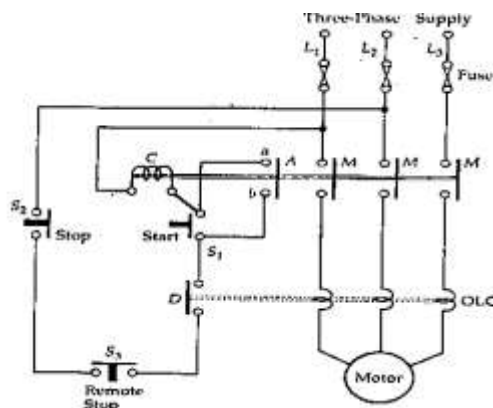 Three-Phase Supply
L1 L2 L3
Fuse
C a A M M M
b
S2
Stop
Start
S1
D
OLC
S3
Remote
Stop
Motor